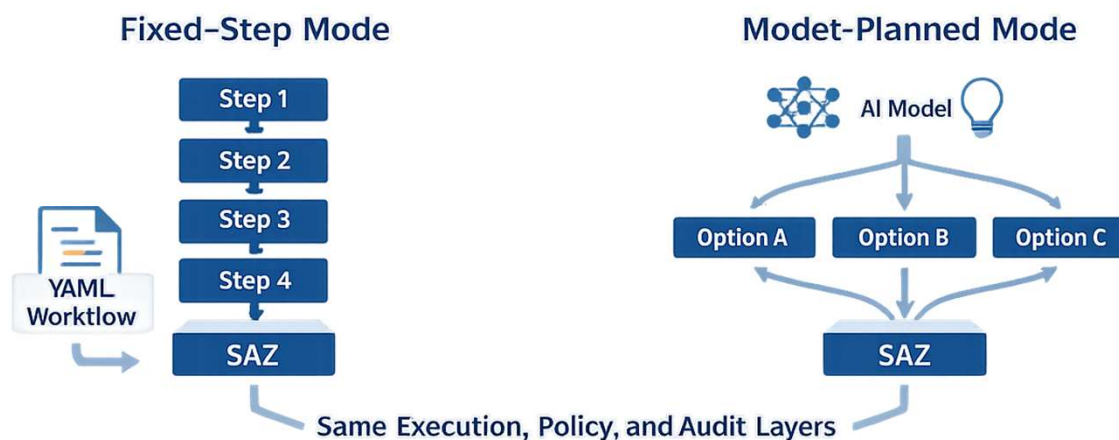 Fixed-Step Mode
Step 1
Step 2
Step 3
Step 4
YAML
Worktlow
SAZ
Modet-Planned Mode
AI Model
Option A
Option B
Option C
SAZ
Same Execution, Policy, and Audit Layers